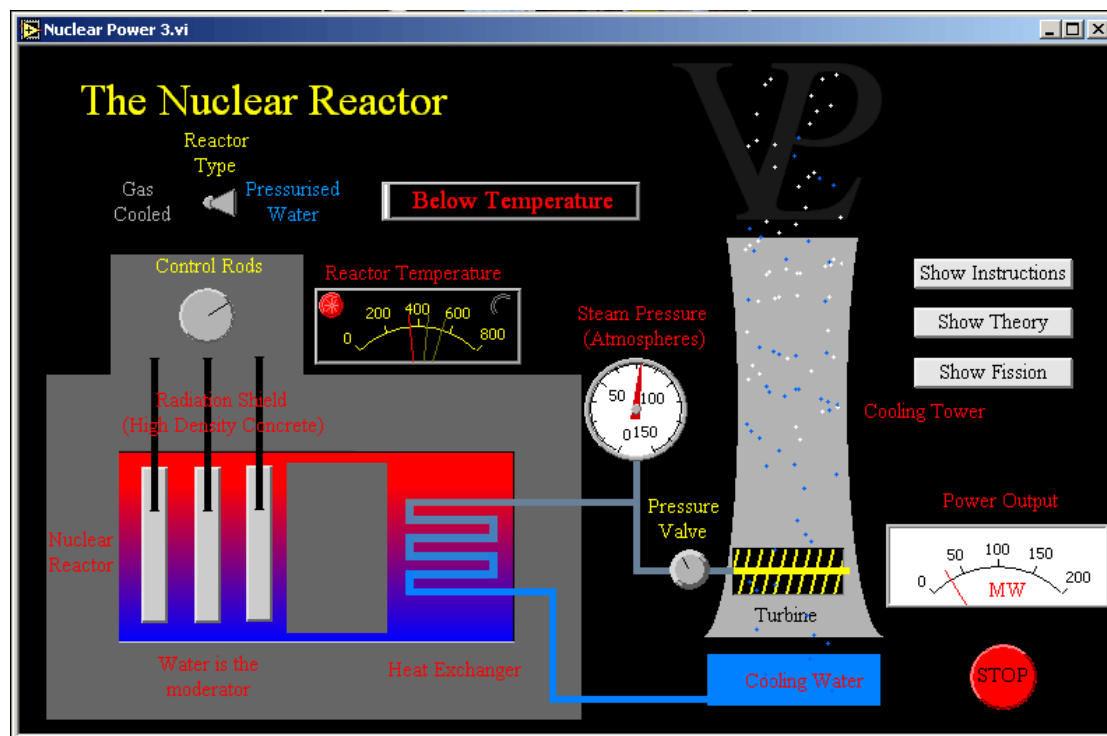 Nuclear Power 3.vi
The Nuclear Reactor
VPL
Reactor
Type
Gas
Cooled
Pressurised
Water
Below Temperature
Control Rods
Reactor Temperature
0 200 400 600 800
Steam Pressure
(Atmospheres)
0 50 100 150
Show Instructions
Show Theory
Show Fission
Radiation Shield
(High Density Concrete)
Cooling Tower
Nuclear
Reactor
Pressure
Valve
Power Output
0 50 100 150 200
MW
Turbine
Water is the
moderator
Heat Exchanger
Cooling Water
STOP